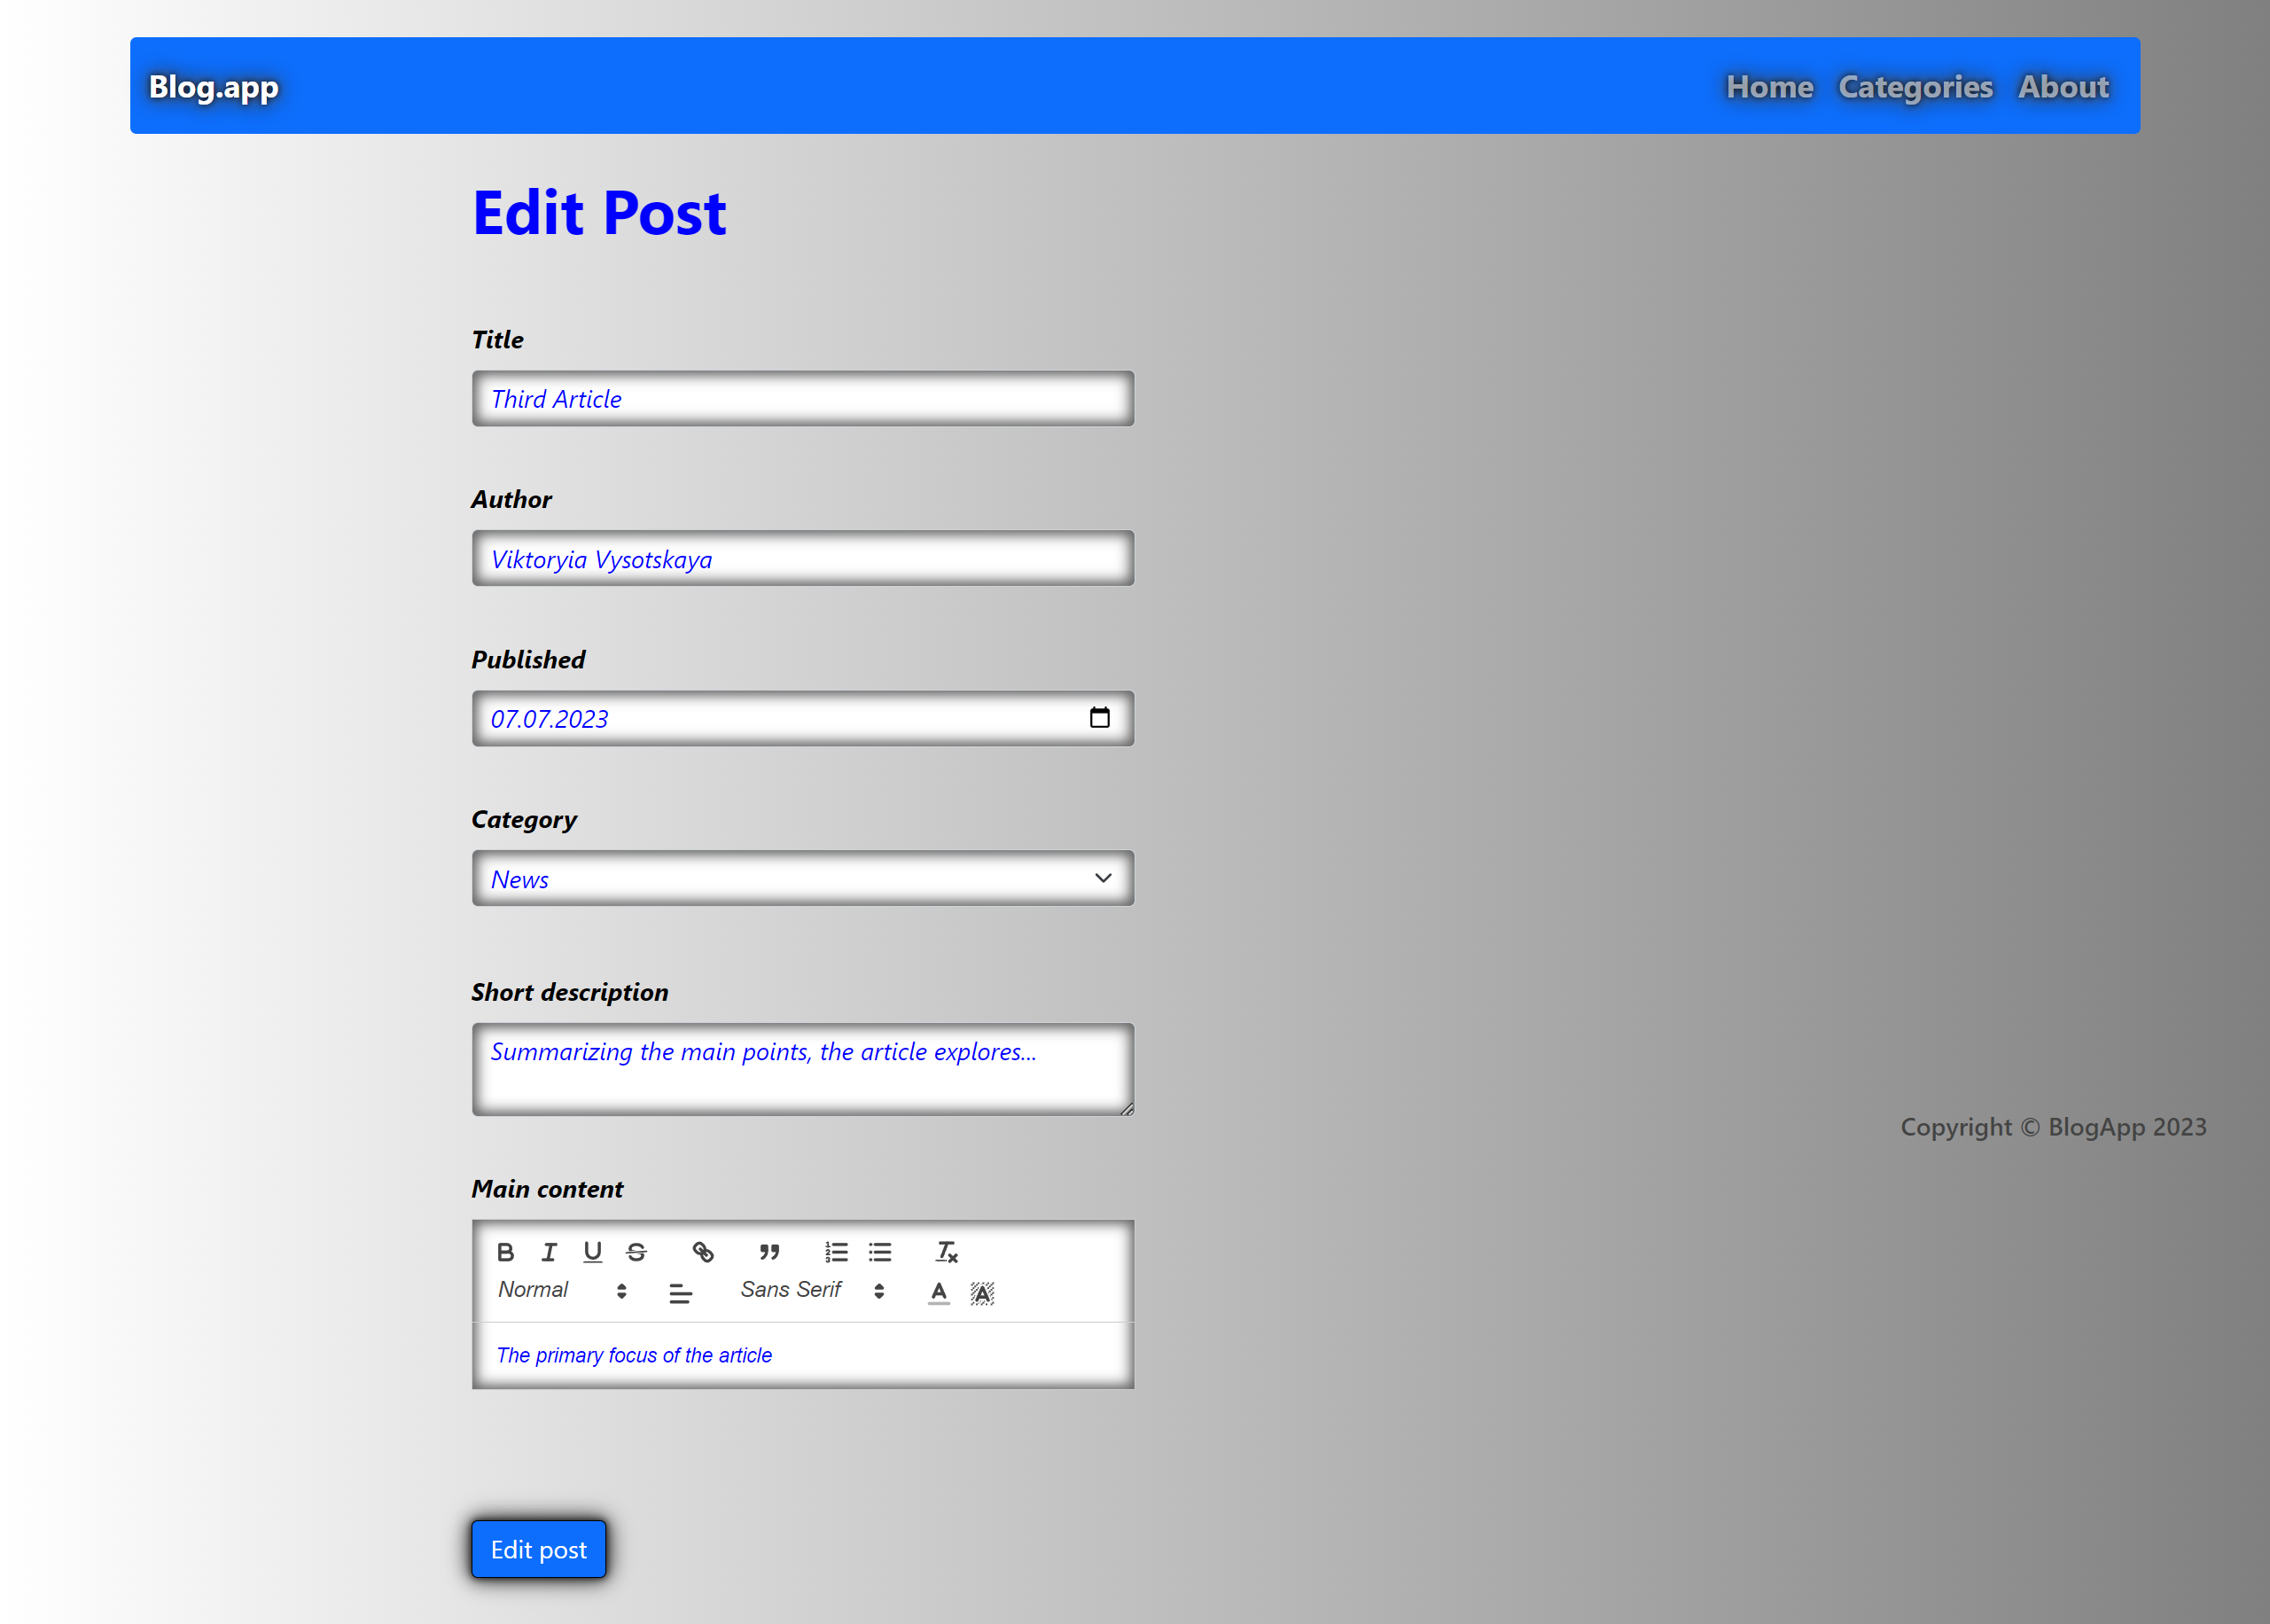 Blog.app
Home Categories About
Edit Post
Title
Third Article
Author
Viktoryia Vysotskaya
Published
07.07.2023
Category
News
Short description
Summarizing the main points, the article explores...
Copyright © BlogApp 2023
Main content
Normal Sans Serif
The primary focus of the article
Edit post